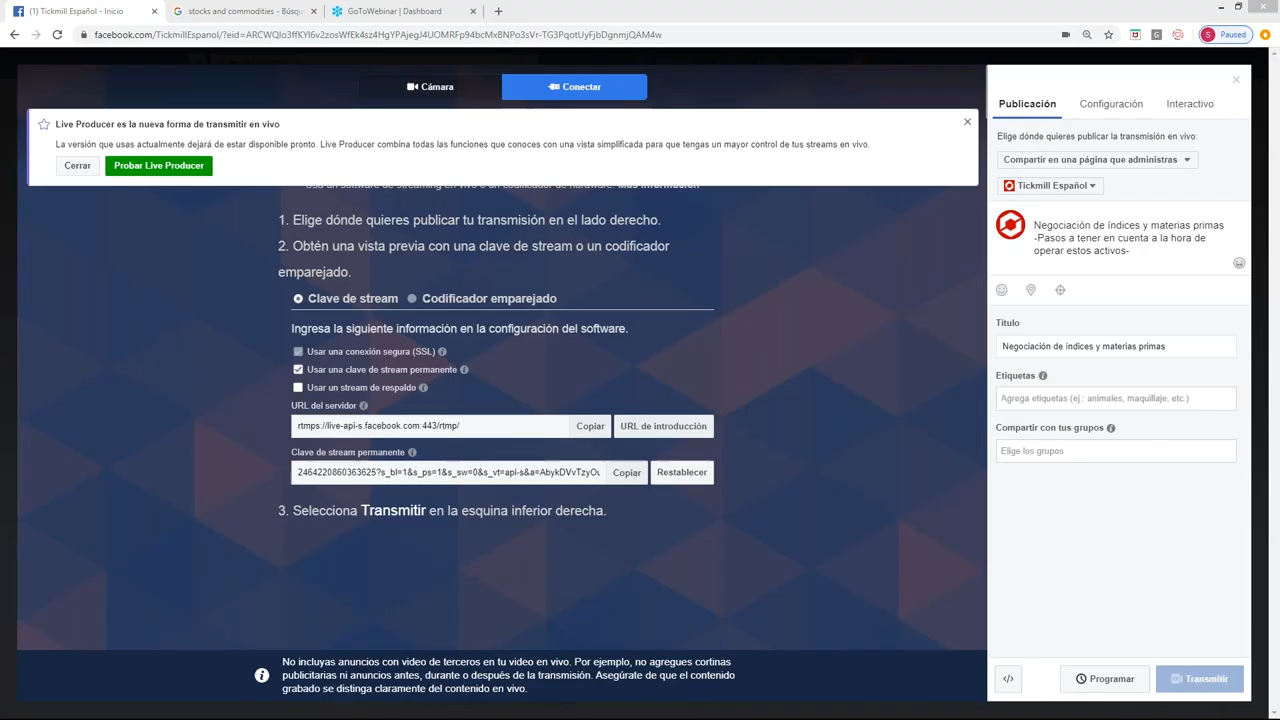 (1) Tickmill Español - Inicio
stocks and commodities - Búsqu
GoToWebinar | Dashboard
facebook.com/TickmillEspanol/?eid=
Paused
Cámara
Conectar
Live Producer es la nueva forma de transmitir en vivo
La versión que usas actualmente dejará de estar disponible pronto. Live Producer combina todas las funciones que conoces con una vista simplificada para que tengas un mayor control de tus streams en vivo.
Cerrar
Probar Live Producer
1. Elige dónde quieres publicar tu transmisión en el lado derecho.
2. Obtén una vista previa con una clave de stream o un codificador
emparejado.
Clave de stream
Codificador emparejado
Ingresa la siguiente información en la configuración del software.
Usar una conexión segura (SSL)
Usar una clave de stream permanente
Usar un stream de respaldo
URL del servidor
rtmps://live-api-s.facebook.com:443/rtmp/
Copiar
URL de introducción
Clave de stream permanente
2464220860363625?s_bl=1&s_ps=1&s_sw=0&s_vt=api-s&a=AbykDVvTzyOu
Copiar
Restablecer
3. Selecciona Transmitir en la esquina inferior derecha.
No incluyas anuncios con video de terceros en tu video en vivo. Por ejemplo, no agregues cortinas
publicitarias ni anuncios antes, durante o después de la transmisión. Asegúrate de que el contenido
grabado se distinga claramente del contenido en vivo.
Publicación
Configuración
Interactivo
Elige dónde quieres publicar la transmisión en vivo:
Compartir en una página que administras
Tickmill Español
Negociación de índices y materias primas
-Pasos a tener en cuenta a la hora de
operar estos activos-
Título
Negociación de índices y materias primas
Etiquetas
Agrega etiquetas (ej.: animales, maquillaje, etc.)
Compartir con tus grupos
Elige los grupos
Programar
Transmitir